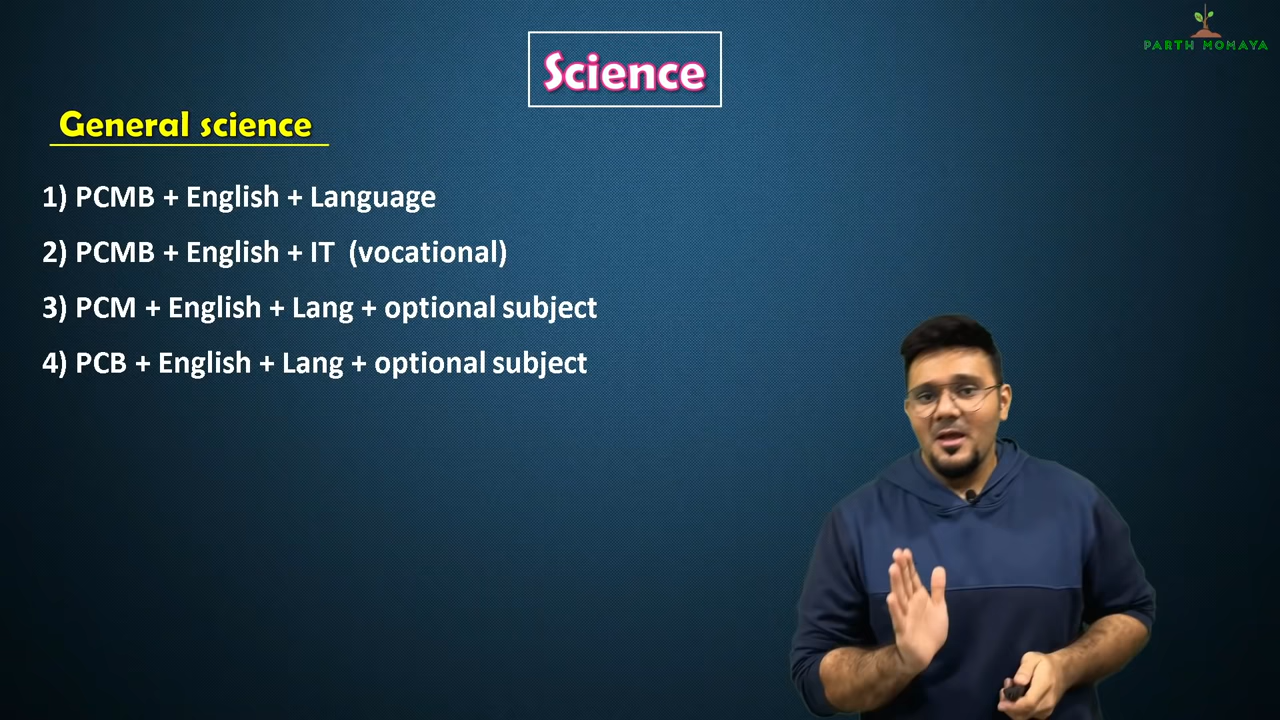 PARTH MOMAYA
Science
General science
1) PCMB + English + Language
2) PCMB + English + IT (vocational)
3) PCM + English + Lang + optional subject
4) PCB + English + Lang + optional subject